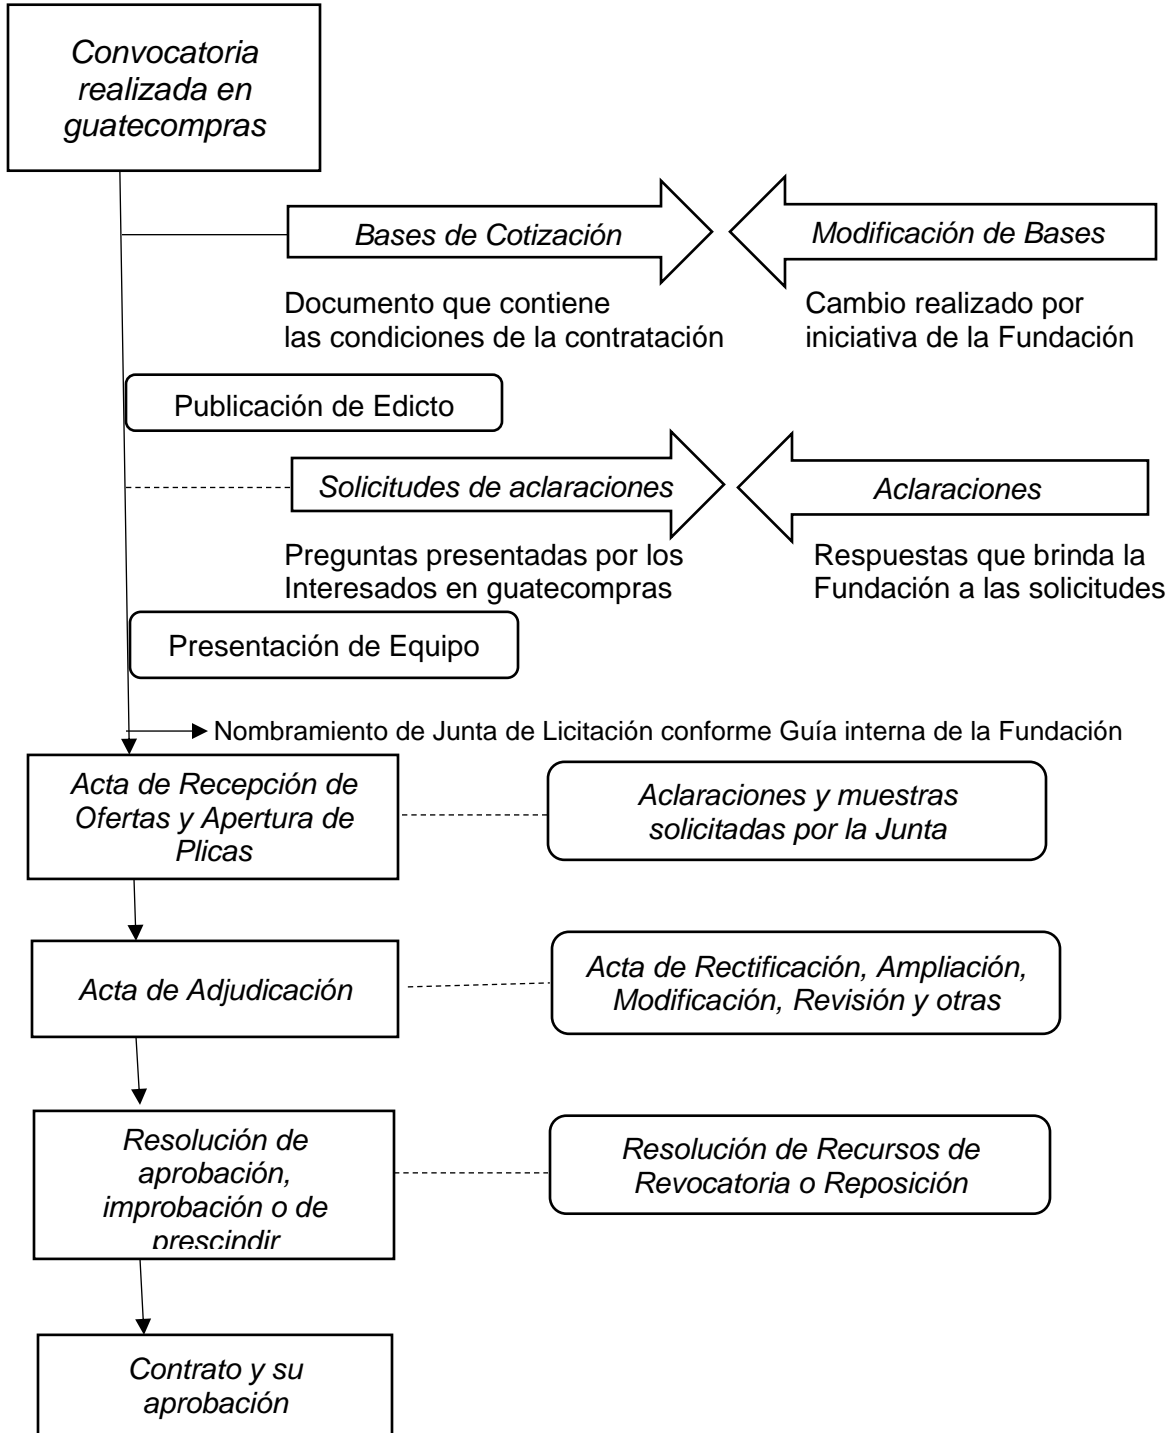 Convocatoria
realizada en
guatecompras
Bases de Cotización
Modificación de Bases
Documento que contiene
las condiciones de la contratación
Cambio realizado por
iniciativa de la Fundación
Publicación de Edicto
Solicitudes de aclaraciones
Aclaraciones
Preguntas presentadas por los
Interesados en guatecompras
Respuestas que brinda la
Fundación a las solicitudes
Presentación de Equipo
Nombramiento de Junta de Licitación conforme Guía interna de la Fundación
Acta de Recepción de
Ofertas y Apertura de
Plicas
Aclaraciones y muestras
solicitadas por la Junta
Acta de Adjudicación
Acta de Rectificación, Ampliación,
Modificación, Revisión y otras
Resolución de
aprobación,
improbación o de
prescindir
Resolución de Recursos de
Revocatoria o Reposición
Contrato y su
aprobación